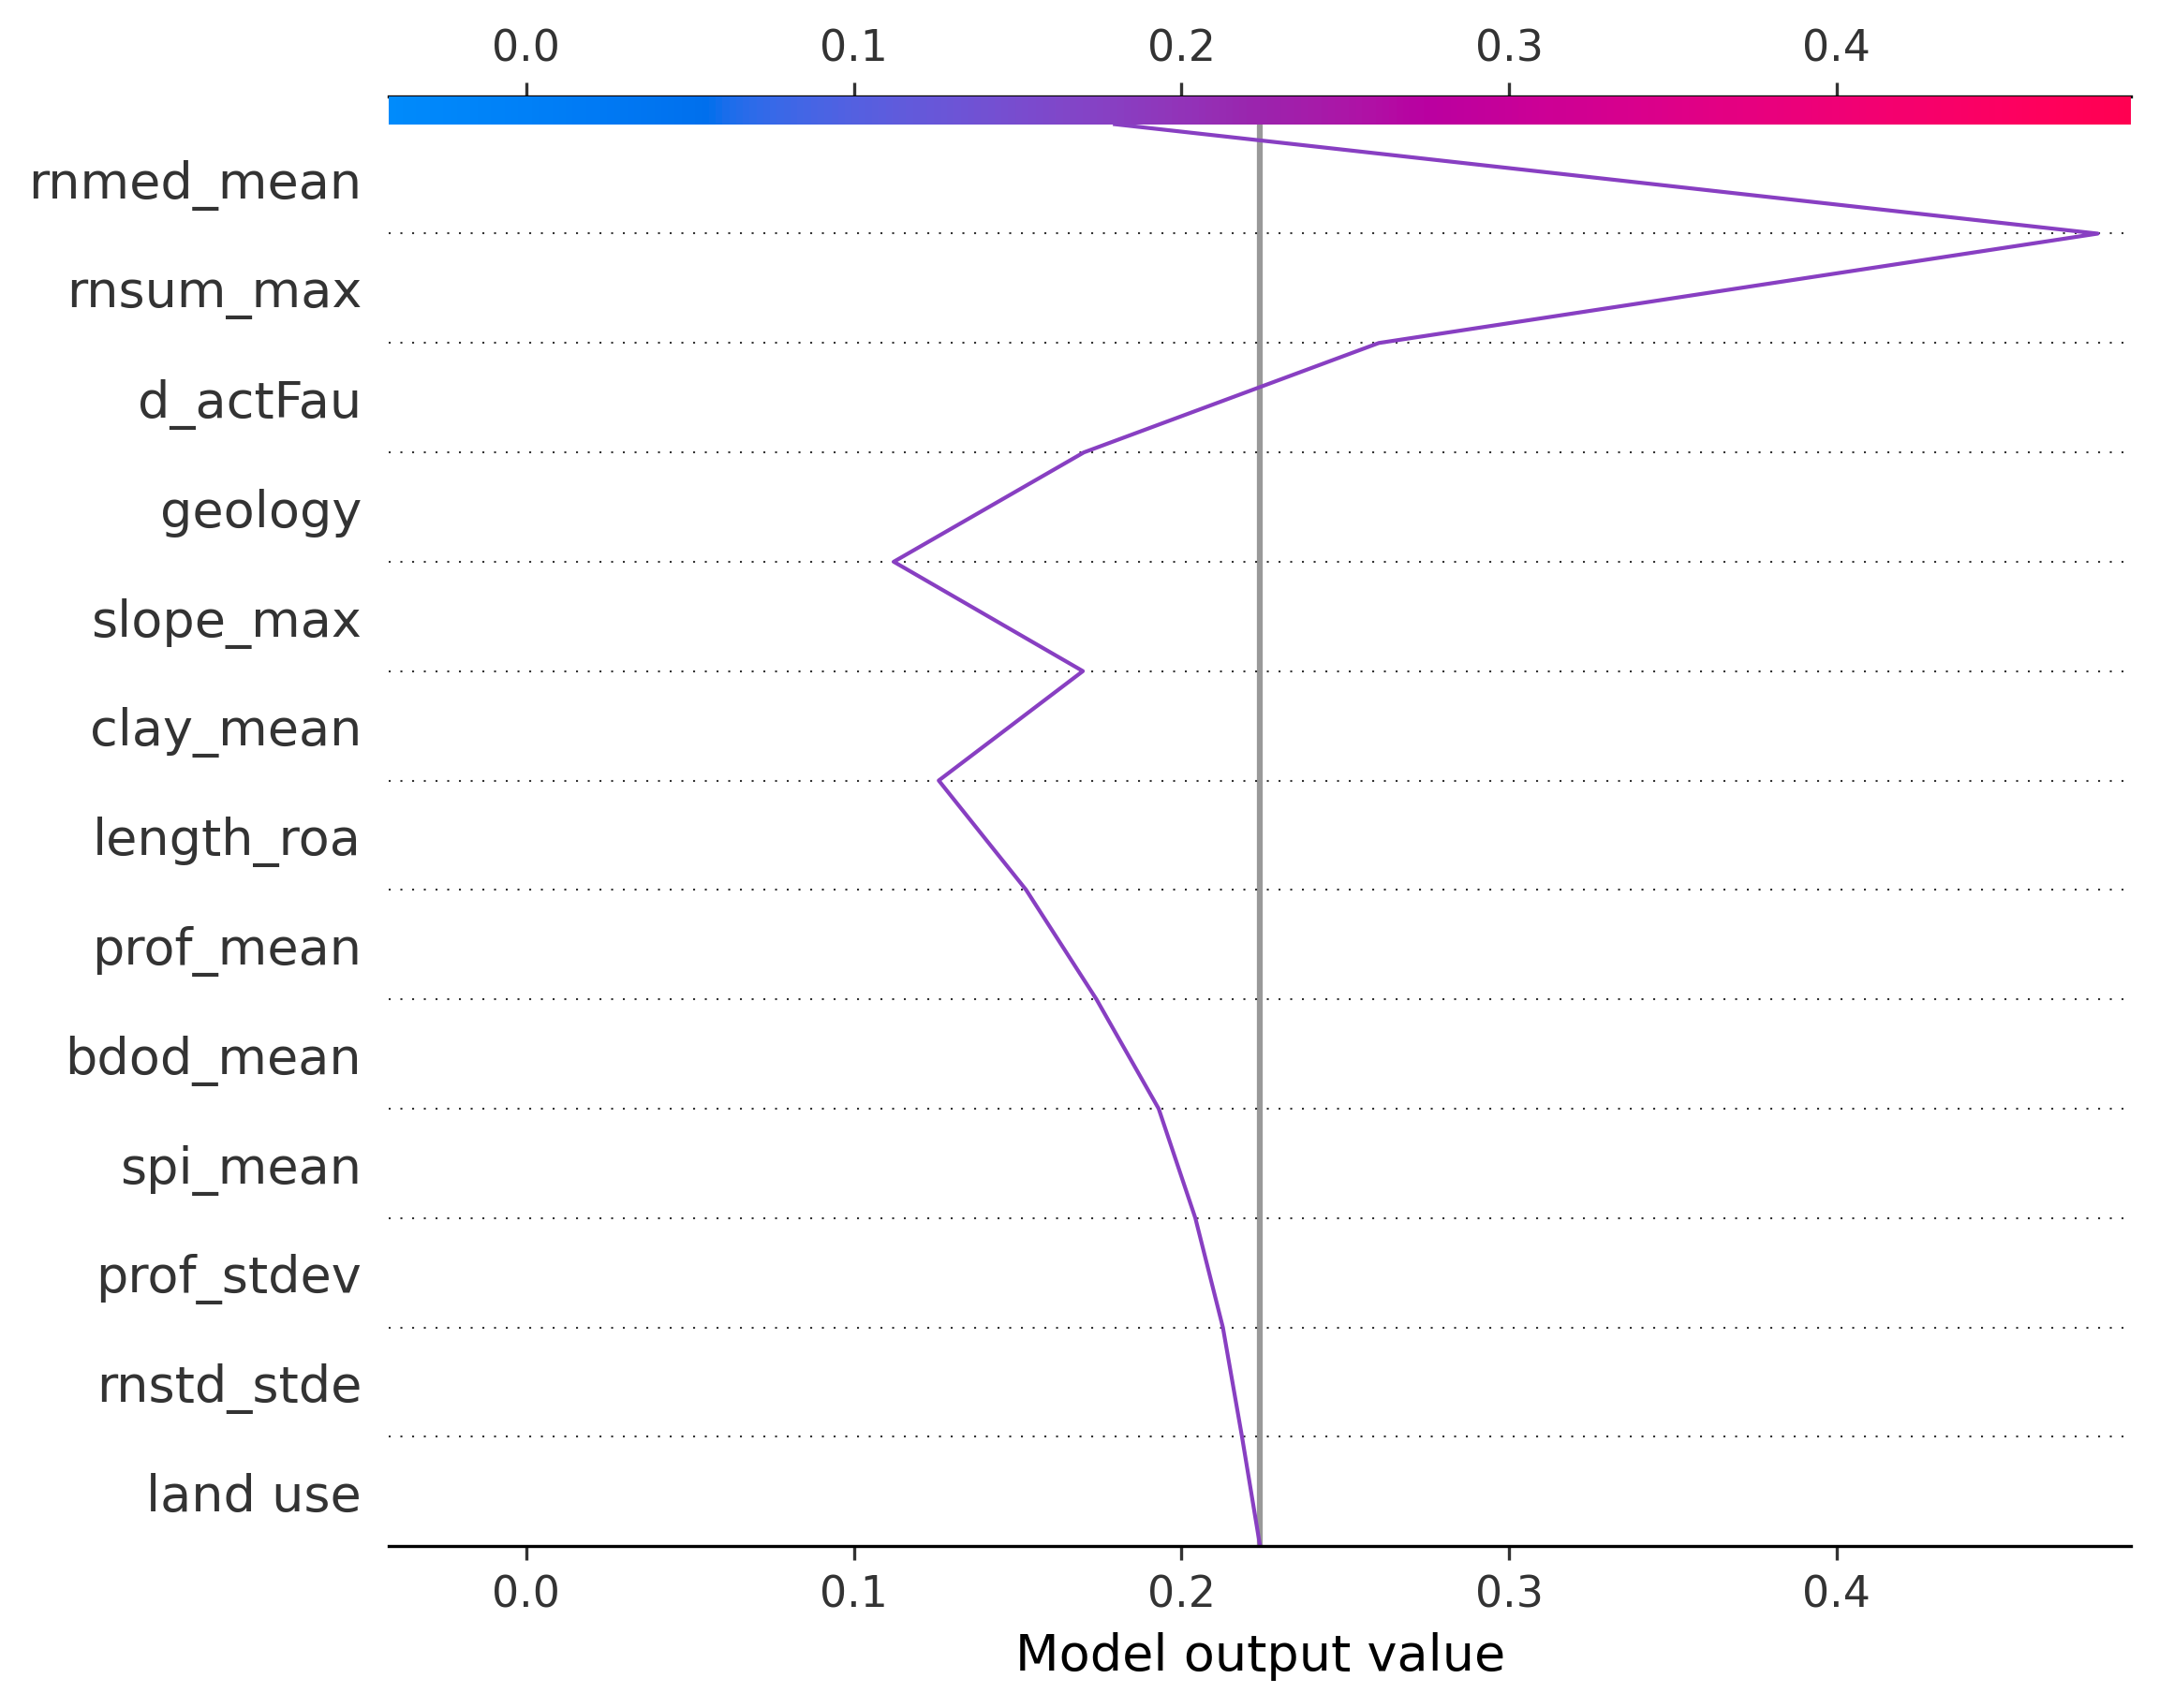 0.0 0.1 0.2 0.3 0.4
rnmed_mean
rnsum_max
d_actFau
geology
slope_max
clay_mean
length_roa
prof_mean
bdod_mean
spi_mean
prof_stdev
rnstd_stde
land use
0.0 0.1 0.2 0.3 0.4
Model output value